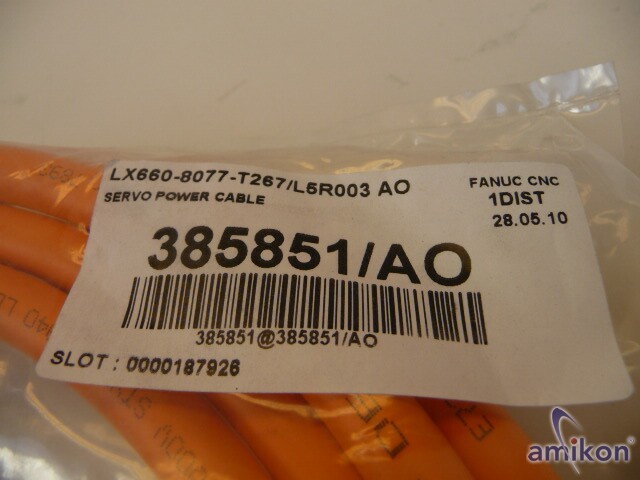 LX660-8077-T267/L5R003 AO
SERVO POWER CABLE
FANUC CNC
1DIST
28.05.10
385851/AO
385851@385851/AO
SLOT : 0000187926
amikon